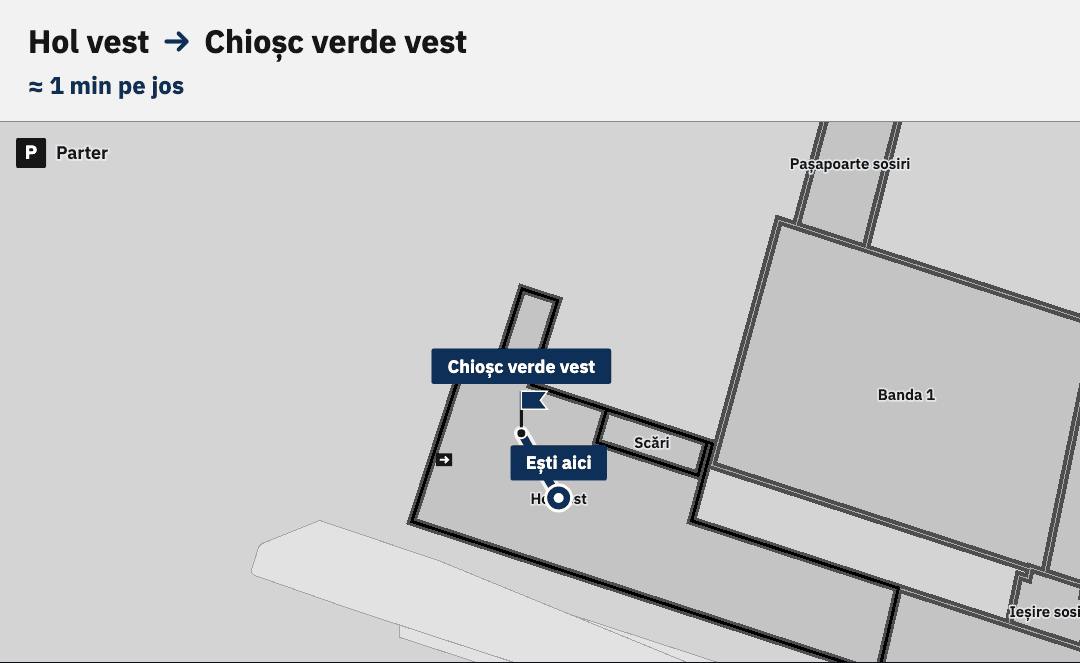 Hol vest → Chioșc verde vest
≈ 1 min pe jos
P Parter
Pașapoarte sosiri
Chioșc verde vest
Banda 1
Scări
Ești aici
Ieșire sosi